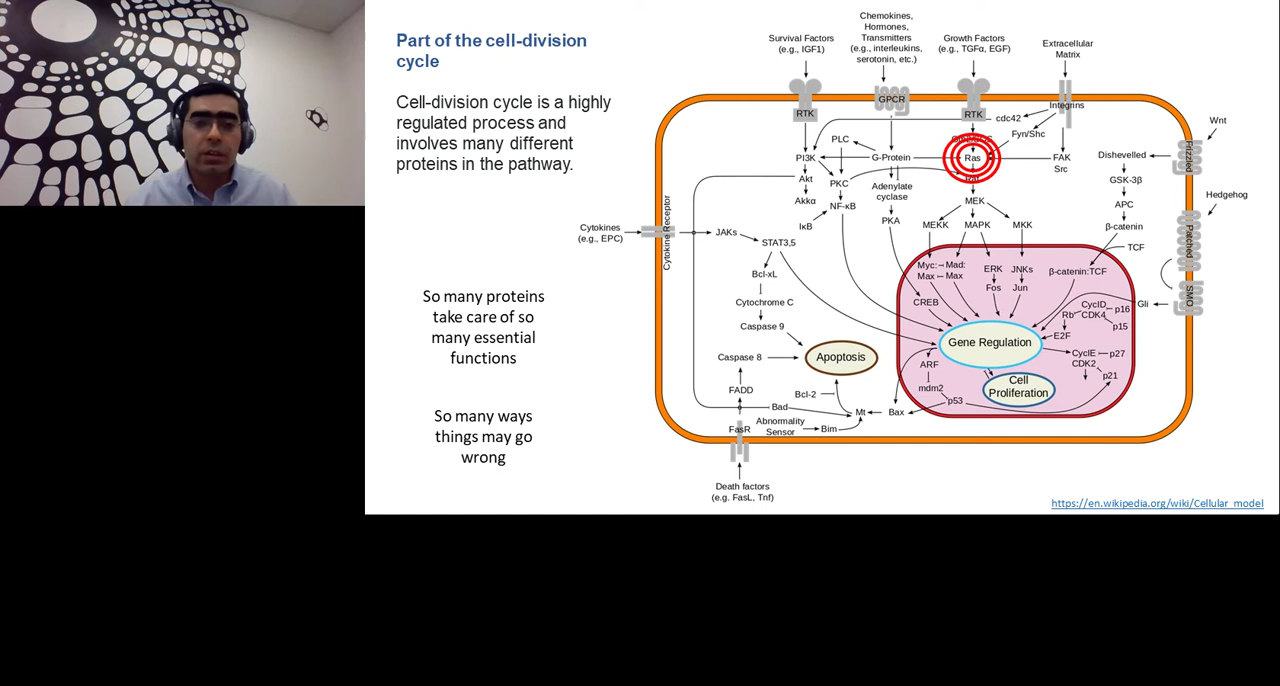 Part of the cell-division
cycle
Cell-division cycle is a highly
regulated process and
involves many different
proteins in the pathway.
So many proteins
take care of so
many essential
functions
So many ways
things may go
wrong
Survival Factors
(e.g., IGF1)
Chemokines,
Hormones,
Transmitters
(e.g., interleukins,
serotonin, etc.)
Growth Factors
(e.g., TGFα, EGF)
Extracellular
Matrix
RTK
GPCR
RTK
Integrins
cdc42
Fyn/Shc
Wnt
PLC
PI3K
G-Protein
Ras
FAK
Src
Dishevelled
Frizzled
Akt
PKC
Adenylate
cyclase
GSK-3β
Akkα
NF-κB
MEK
APC
Hedgehog
IκB
PKA
MEKK
MAPK
MKK
β-catenin
Patched
Cytokines
(e.g., EPC)
Cytokine Receptor
JAKs
STAT3,5
TCF
Myc:
Max
Mad:
Max
ERK
JNKs
β-catenin:TCF
Bcl-xL
Fos
Jun
SMO
Cytochrome C
CREB
Gli
CycID
Rb
CDK4
p16
p15
Caspase 9
E2F
Gene Regulation
Caspase 8
Apoptosis
ARF
CycIE
CDK2
p27
p21
FADD
Bcl-2
mdm2
Cell
Proliferation
p53
Bad
Mt
Bax
Abnormality
Sensor
Bim
FasR
Death factors
(e.g. FasL, Tnf)
https://en.wikipedia.org/wiki/Cellular_model